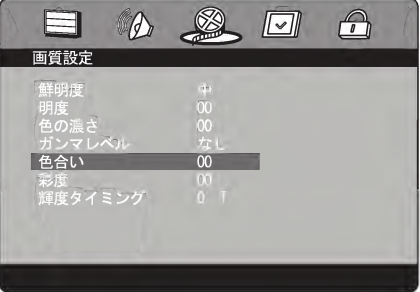 画質設定
鮮明度 中
明度 00
色の濃さ 00
ガンマレベル なし
色合い 00
彩度 00
輝度タイミング 0 T